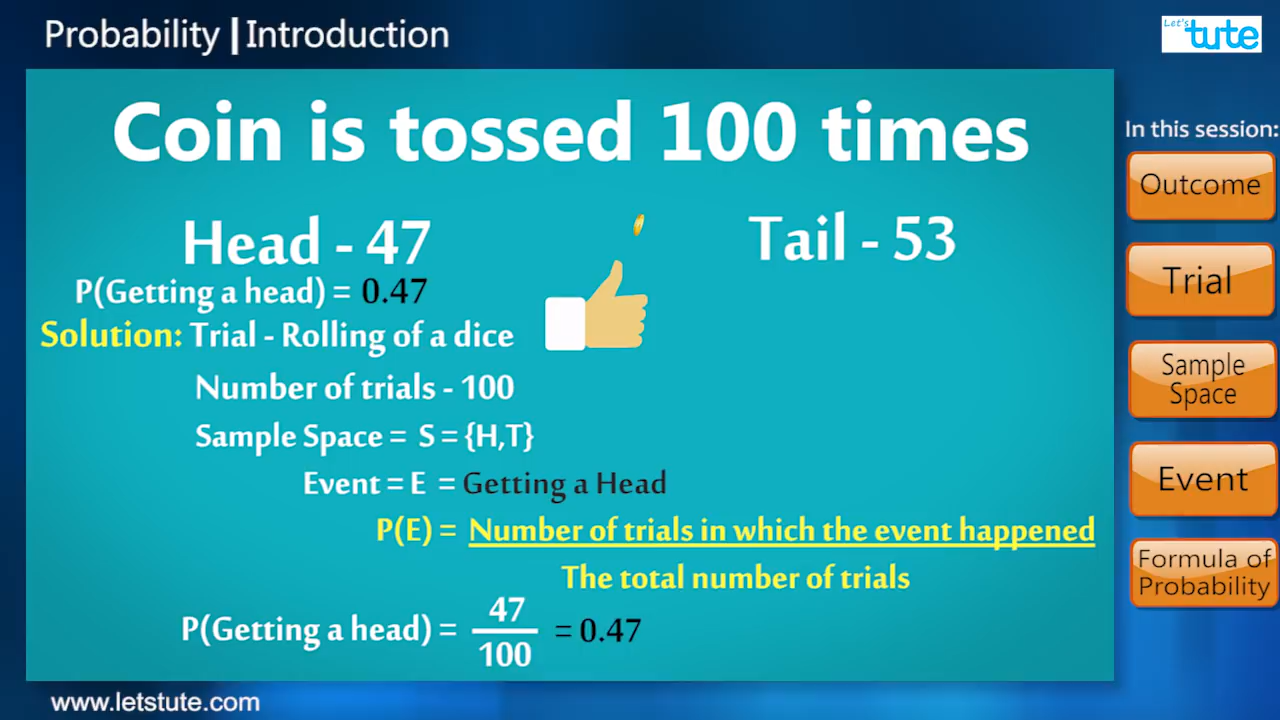 Probability | Introduction
Let's
tute
Coin is tossed 100 times
In this session:
Head - 47
Tail - 53
P(Getting a head) = 0.47
Solution: Trial - Rolling of a dice
Number of trials - 100
Sample Space = S = {H,T}
Event = E = Getting a Head
P(E) = Number of trials in which the event happened
The total number of trials
P(Getting a head) = 47
100
= 0.47
Outcome
Trial
Sample
Space
Event
Formula of
Probability
www.letstute.com